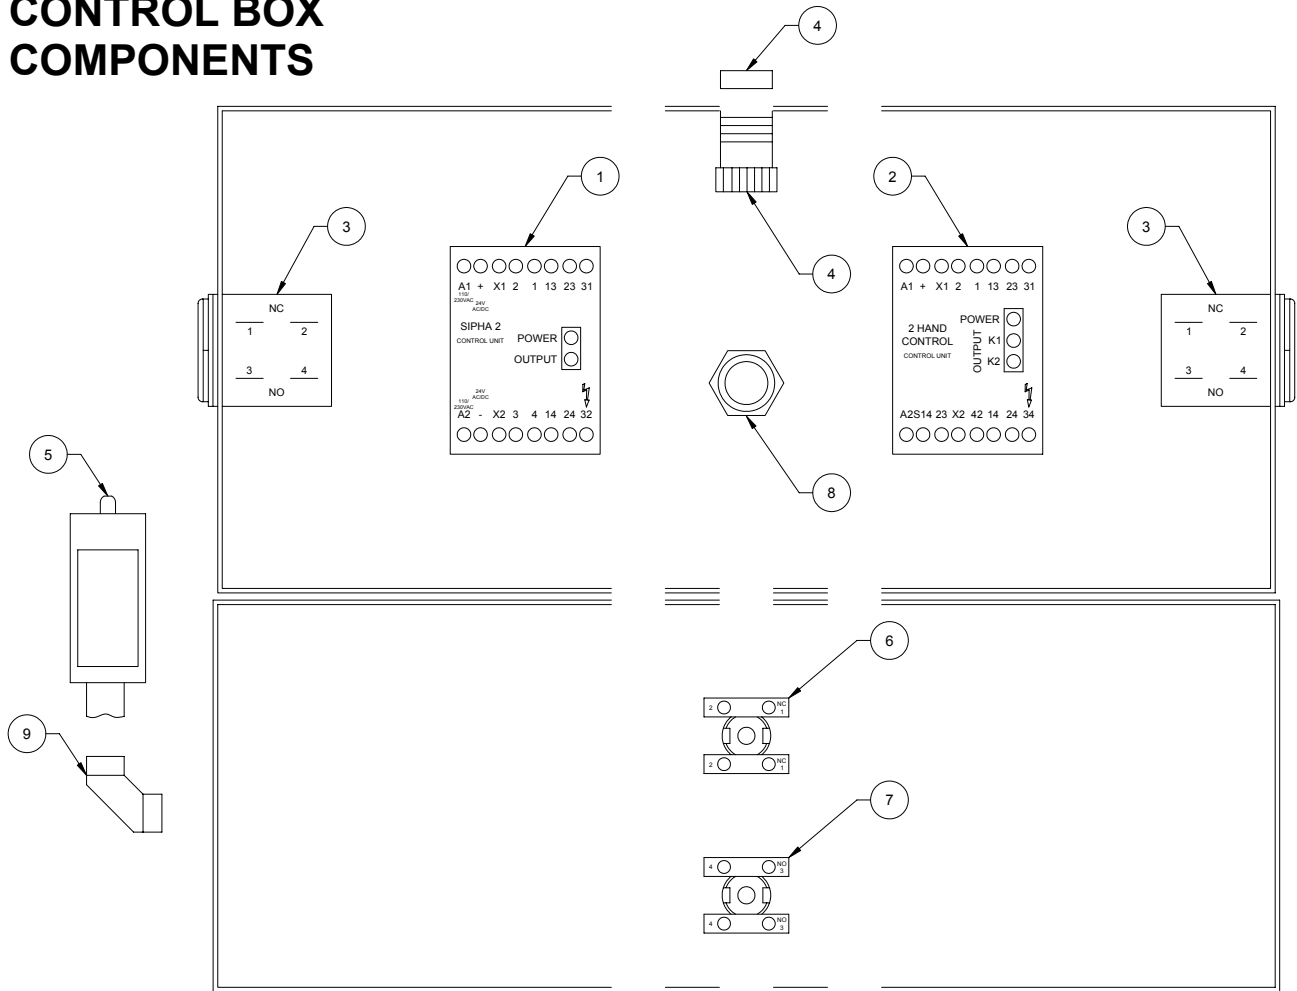 CONTROL BOX
COMPONENTS
4
1
2
3
3
4
A1 + X1 2 1 13 23 31
110/
230VAC
24V
AC/DC
SIPHA 2
CONTROL UNIT
POWER
OUTPUT
24V
AC/DC
110/
230VAC
A2 - X2 3 4 14 24 32
A1 + X1 2 1 13 23 31
POWER
2 HAND
CONTROL
CONTROL UNIT
OUTPUT
K1
K2
A2S14 23 X2 42 14 24 34
NC
1 2
3 4
NO
NC
1 2
3 4
NO
5
8
6
2 NC
1
2 NC
1
9
7
4 NO
3
4 NO
3